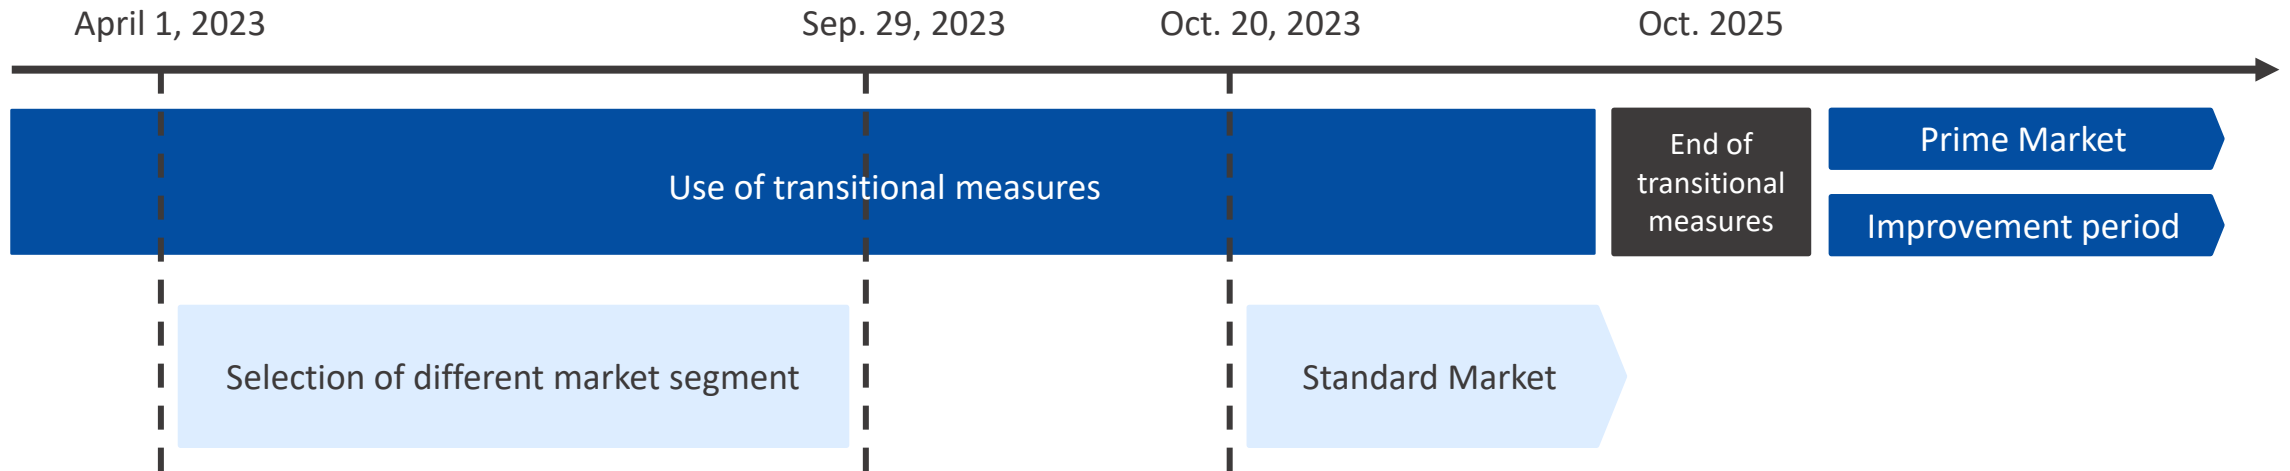 April 1, 2023
Sep. 29, 2023
Oct. 20, 2023
Oct. 2025
Use of transitional measures
End of
transitional
measures
Prime Market
Improvement period
Selection of different market segment
Standard Market